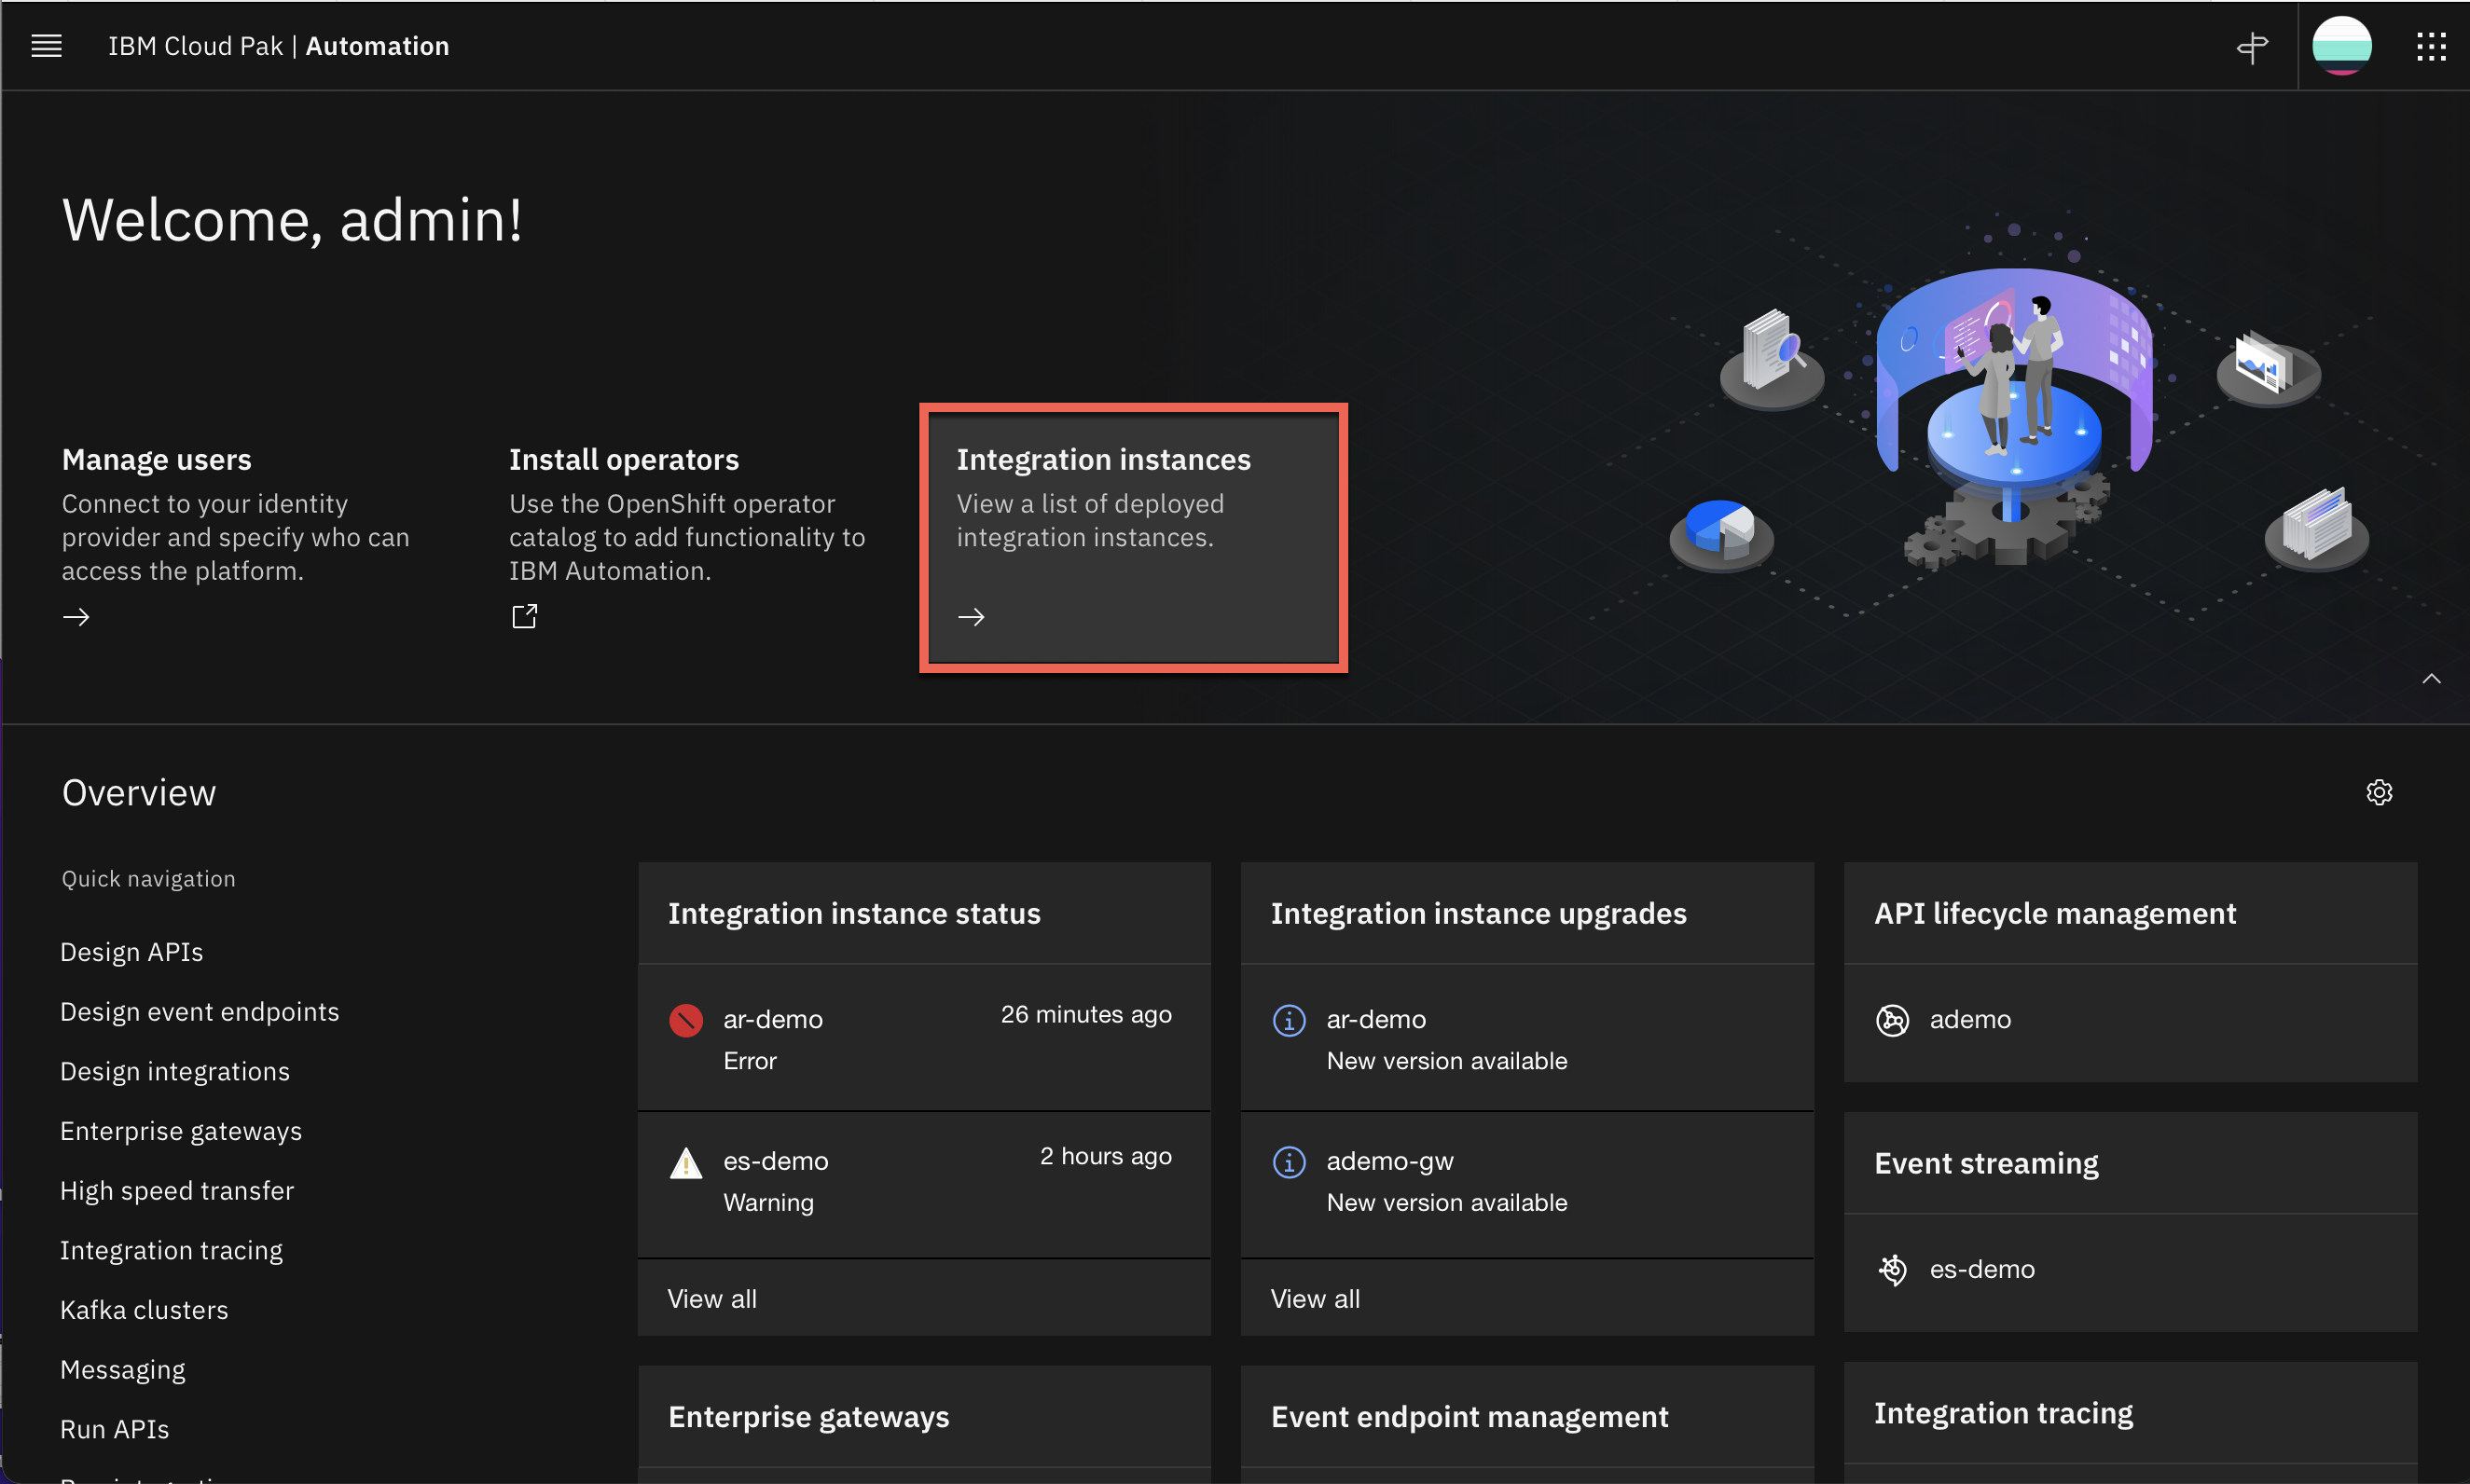 IBM Cloud Pak | Automation
Welcome, admin!
Manage users
Connect to your identity
provider and specify who can
access the platform.
Install operators
Use the OpenShift operator
catalog to add functionality to
IBM Automation.
Integration instances
View a list of deployed
integration instances.
Overview
Quick navigation
Design APIs
Design event endpoints
Design integrations
Enterprise gateways
High speed transfer
Integration tracing
Kafka clusters
Messaging
Run APIs
Integration instance status
ar-demo
26 minutes ago
Error
es-demo
2 hours ago
Warning
View all
Integration instance upgrades
ar-demo
New version available
ademo-gw
New version available
View all
API lifecycle management
ademo
Event streaming
es-demo
Enterprise gateways
Event endpoint management
Integration tracing